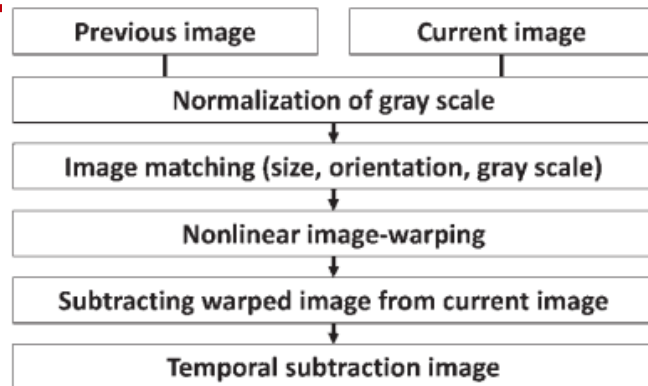 Previous image
Current image
Normalization of gray scale
Image matching (size, orientation, gray scale)
Nonlinear image-warping
Subtracting warped image from current image
Temporal subtraction image